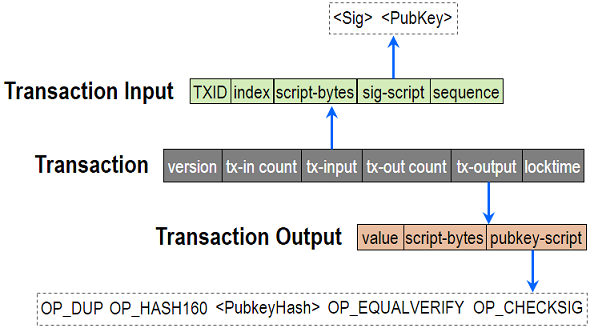 <Sig> <PubKey>
Transaction Input TXID index script-bytes sig-script sequence
Transaction version tx-in count tx-input tx-out count tx-output locktime
Transaction Output value script-bytes pubkey-script
OP_DUP OP_HASH160 <PubkeyHash> OP_EQUALVERIFY OP_CHECKSIG